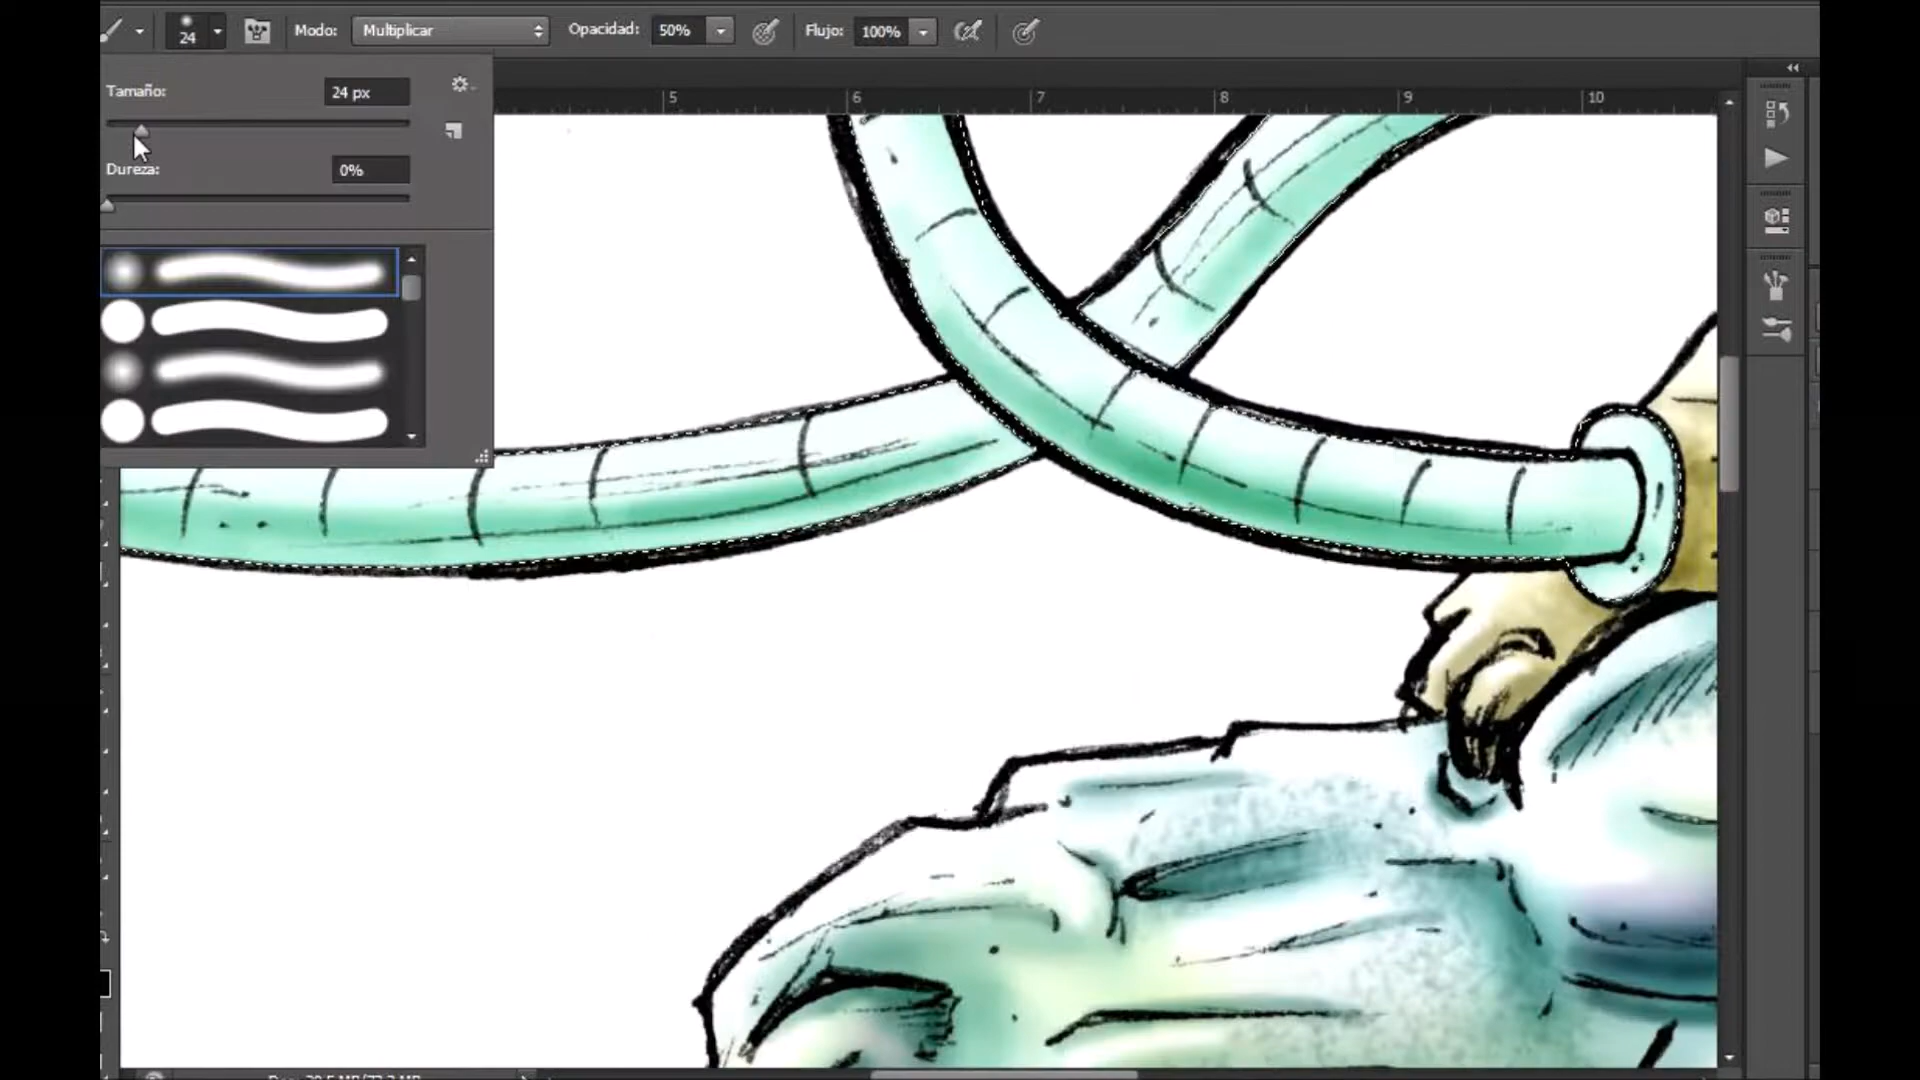 24 Modo: Multiplicar Opacidad: 50% Flujo: 100%
Tamaño: 24 px
5 6 7 8 9 10
Dureza: 0%